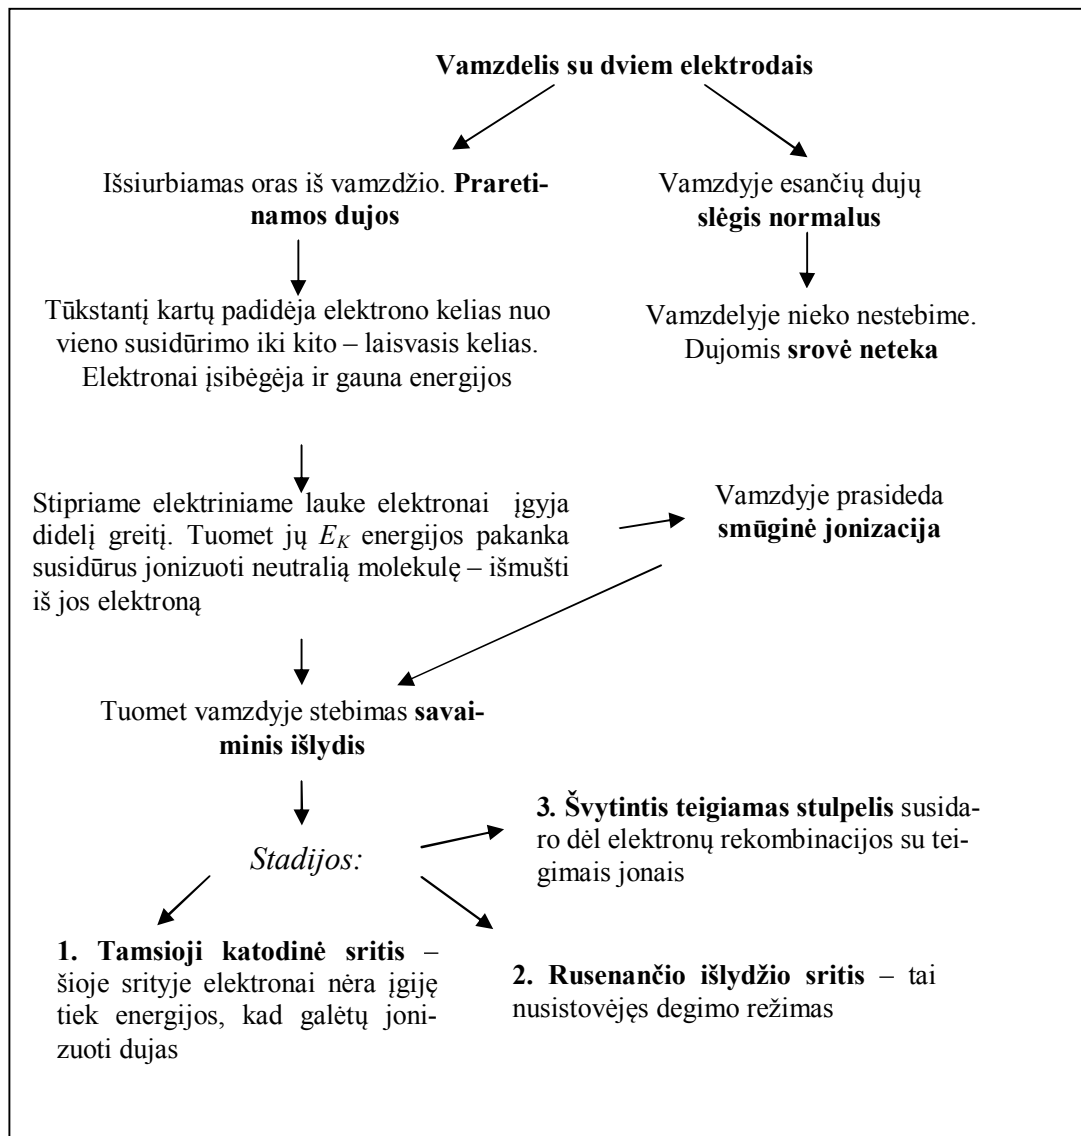 Vamzdelis su dviem elektrodais
Išsiurbiamas oras iš vamzdžio. Prareti-
namos dujos
Vamzdyje esančių dujų
slėgis normalus
Tūkstantį kartų padidėja elektrono kelias nuo
vieno susidūrimo iki kito – laisvasis kelias.
Elektronai įsibėgėja ir gauna energijos
Vamzdelyje nieko nestebime.
Dujomis srovė neteka
Stipriame elektriniame lauke elektronai įgyja
didelį greitį. Tuomet jų E_K energijos pakanka
susidūrus jonizuoti neutralią molekulę – išmušti
iš jos elektroną
Vamzdyje prasideda
smūginė jonizacija
Tuomet vamzdyje stebimas savai-
minis išlydis
Stadijos:
3. Švytintis teigiamas stulpelis susida-
ro dėl elektronų rekombinacijos su tei-
gimais jonais
1. Tamsioji katodinė sritis –
šioje srityje elektronai nėra įgiję
tiek energijos, kad galėtų joni-
zuoti dujas
2. Rusenančio išlydžio sritis – tai
nusistovėjęs degimo režimas